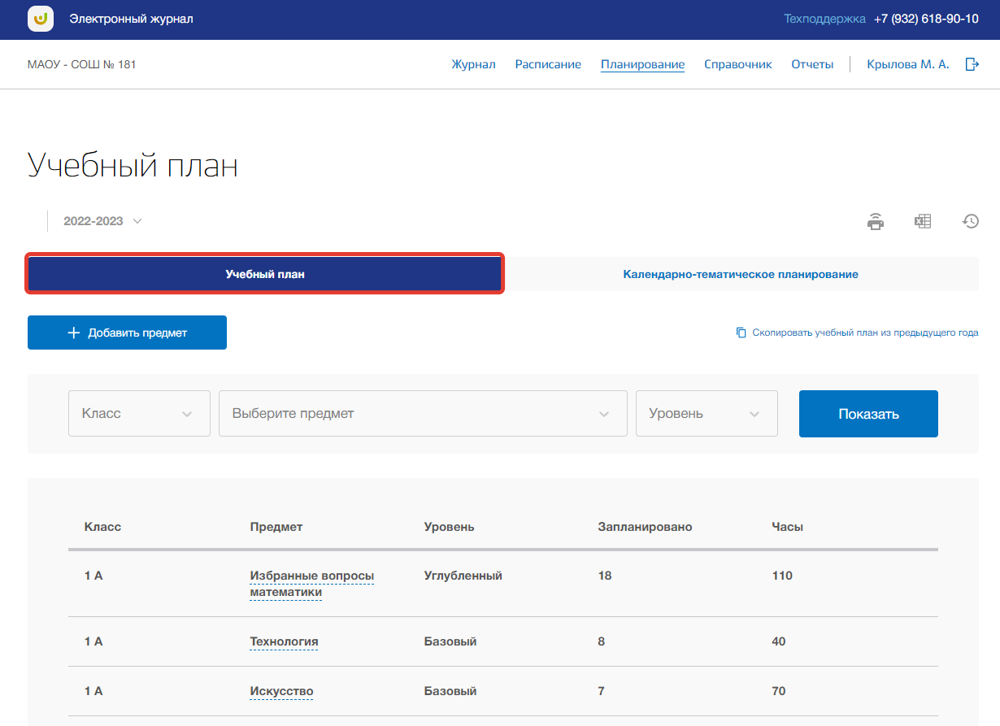 Электронный журнал
Техподдержка +7 (932) 618-90-10
МАОУ - СОШ № 181
Журнал Расписание Планирование Справочник Отчеты Крылова М. А.
Учебный план
2022-2023
Учебный план
Календарно-тематическое планирование
Добавить предмет
Скопировать учебный план из предыдущего года
Класс Выберите предмет Уровень Показать
Класс Предмет Уровень Запланировано Часы
1 А Избранные вопросы Углубленный 18 110
математики
1 А Технология Базовый 8 40
1 А Искусство Базовый 7 70